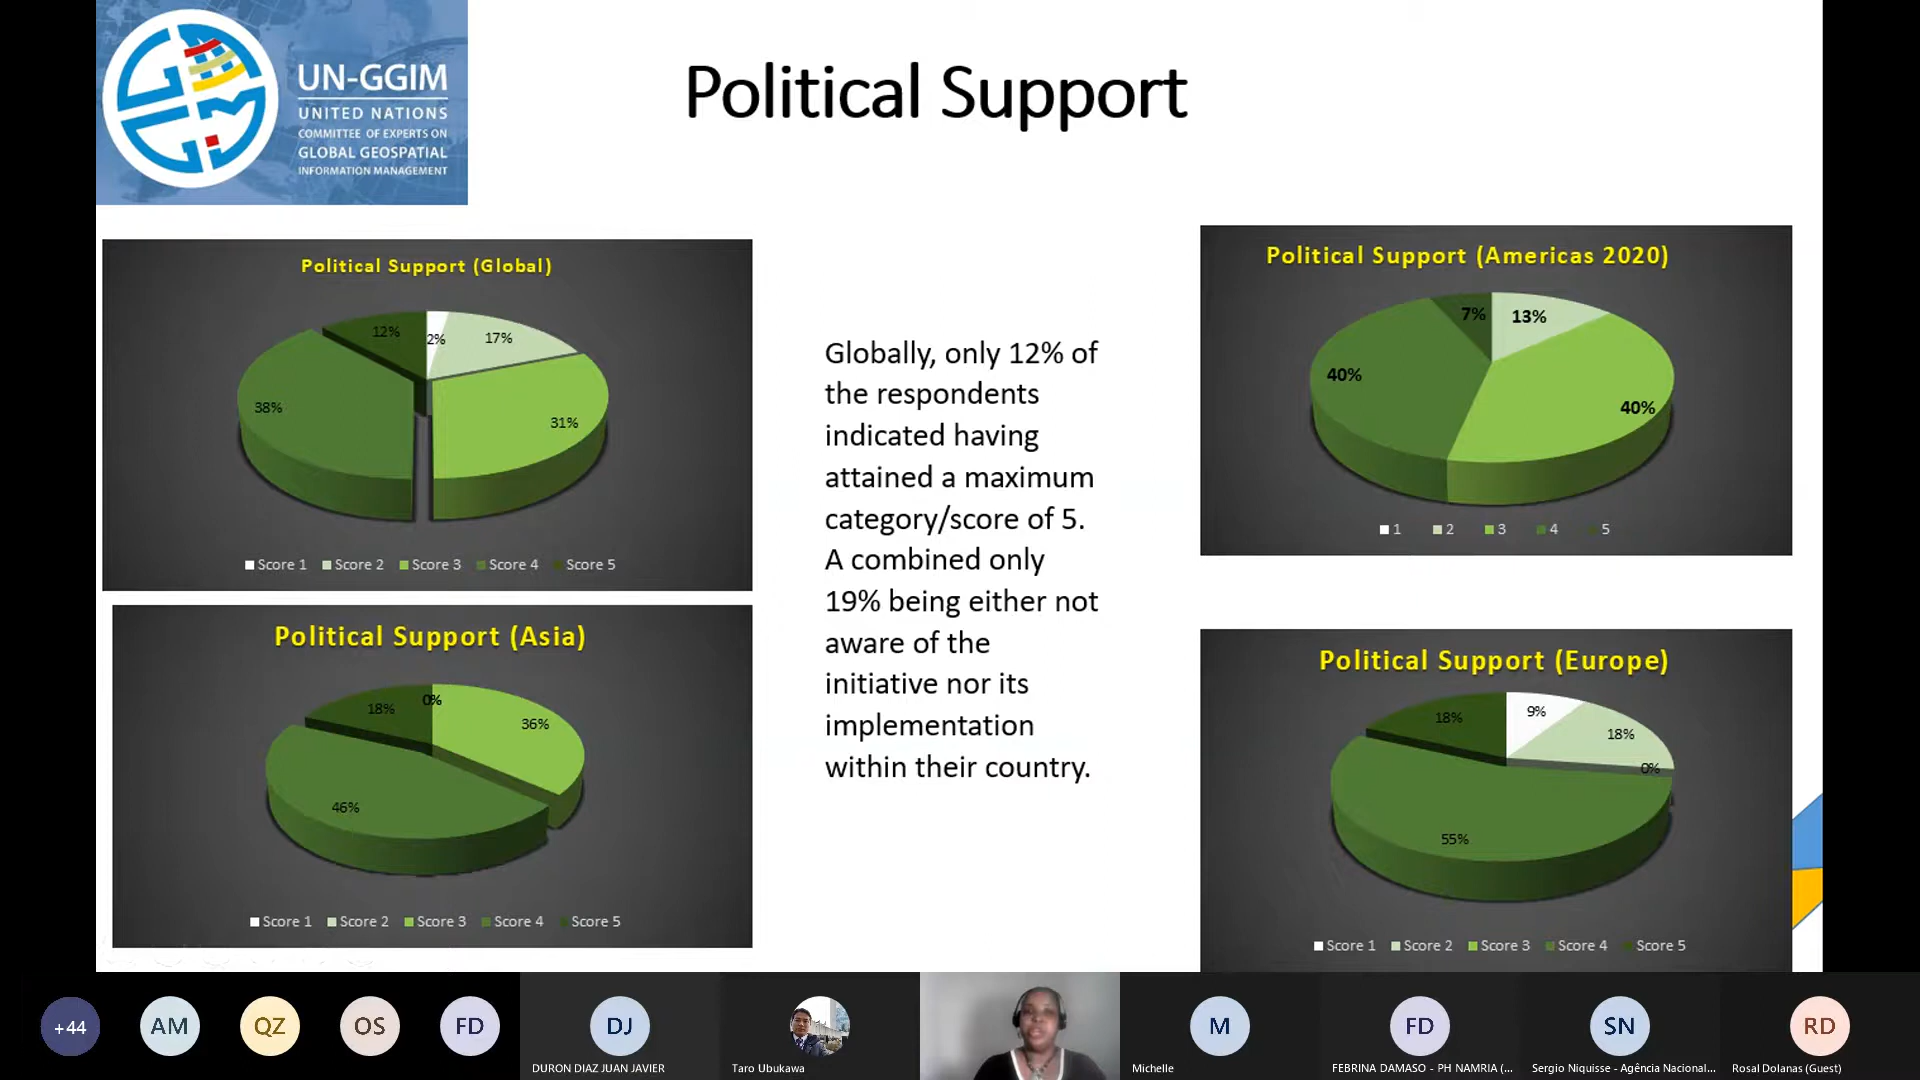 UN-GGIM
UNITED NATIONS
COMMITTEE OF EXPERTS ON
GLOBAL GEOSPATIAL
INFORMATION MANAGEMENT
Political Support
Political Support (Global)
12%
2%
17%
38%
31%
Score 1 Score 2 Score 3 Score 4 Score 5
Political Support (Asia)
18%
0%
36%
46%
Score 1 Score 2 Score 3 Score 4 Score 5
Globally, only 12% of
the respondents
indicated having
attained a maximum
category/score of 5.
A combined only
19% being either not
aware of the
initiative nor its
implementation
within their country.
Political Support (Americas 2020)
7%
13%
40%
40%
1 2 3 4 5
Political Support (Europe)
18%
9%
18%
0%
55%
Score 1 Score 2 Score 3 Score 4 Score 5
+44
AM
QZ
OS
FD
DJ
DURON DIAZ JUAN JAVIER
Taro Ubukawa
M
Michelle
FD
FEBRINA DAMASO - PH NAMRIA (...
SN
Sergio Niquisse - Agência Nacional...
RD
Rosal Dolanas (Guest)